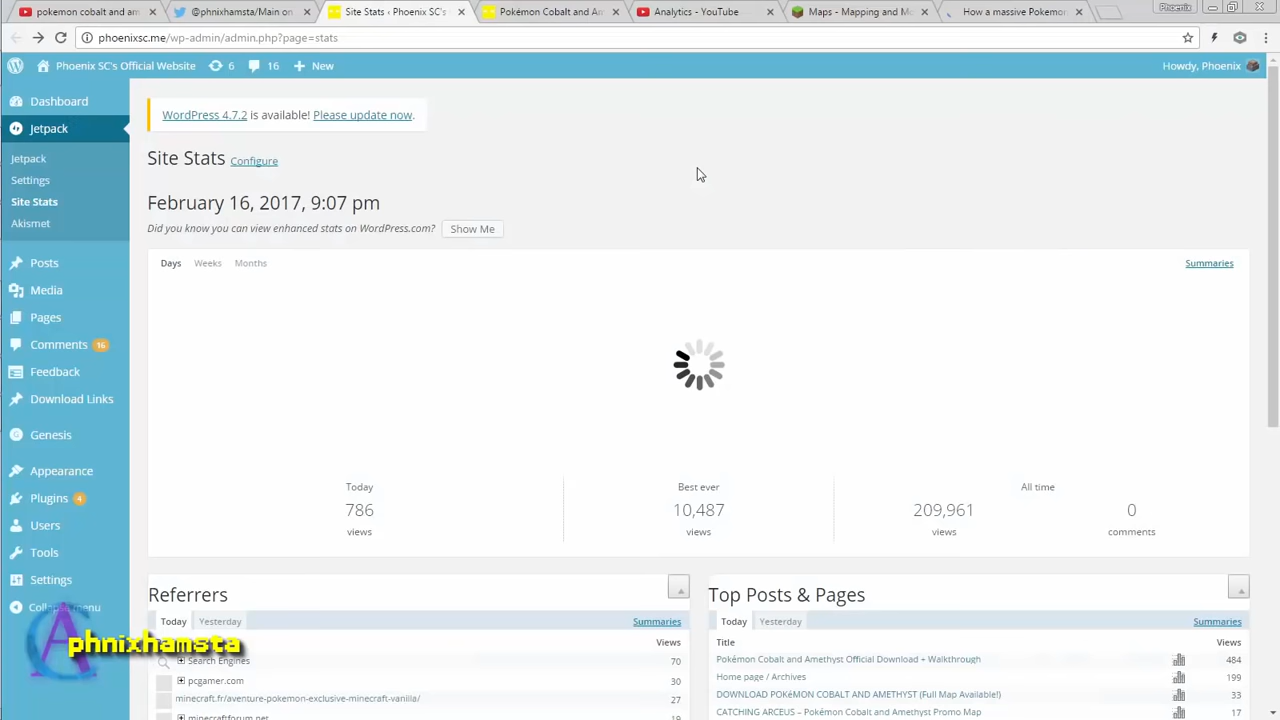 pokemon cobalt and am
@phnixhamsta/Main on
Site Stats ‹ Phoenix SC's
Pokémon Cobalt and Am
Analytics - YouTube
Maps - Mapping and M
How a massive Pokemon
Phoenix
phoenixsc.me/wp-admin/admin.php?page=stats
Phoenix SC's Official Website
6
16
New
Howdy, Phoenix
Dashboard
Jetpack
Jetpack
Settings
Site Stats
Akismet
Posts
Media
Pages
Comments 16
Feedback
Download Links
Genesis
Appearance
Plugins 4
Users
Tools
Settings
Collapse menu
phnixhamsta
WordPress 4.7.2 is available! Please update now.
Site Stats Configure
February 16, 2017, 9:07 pm
Did you know you can view enhanced stats on WordPress.com? Show Me
Days Weeks Months Summaries
Today Best ever All time
786 10,487 209,961 0
views views views comments
Referrers
Today Yesterday Summaries
Views
Search Engines 70
pcgamer.com 30
minecraft.fr/aventure-pokemon-exclusive-minecraft-vanilla/ 27
minecraftforum.net 19
Top Posts & Pages
Today Yesterday Summaries
Title Views
Pokémon Cobalt and Amethyst Official Download + Walkthrough 484
Home page / Archives 199
DOWNLOAD POKéMON COBALT AND AMETHYST (Full Map Available!) 33
CATCHING ARCEUS – Pokémon Cobalt and Amethyst Promo Map 17